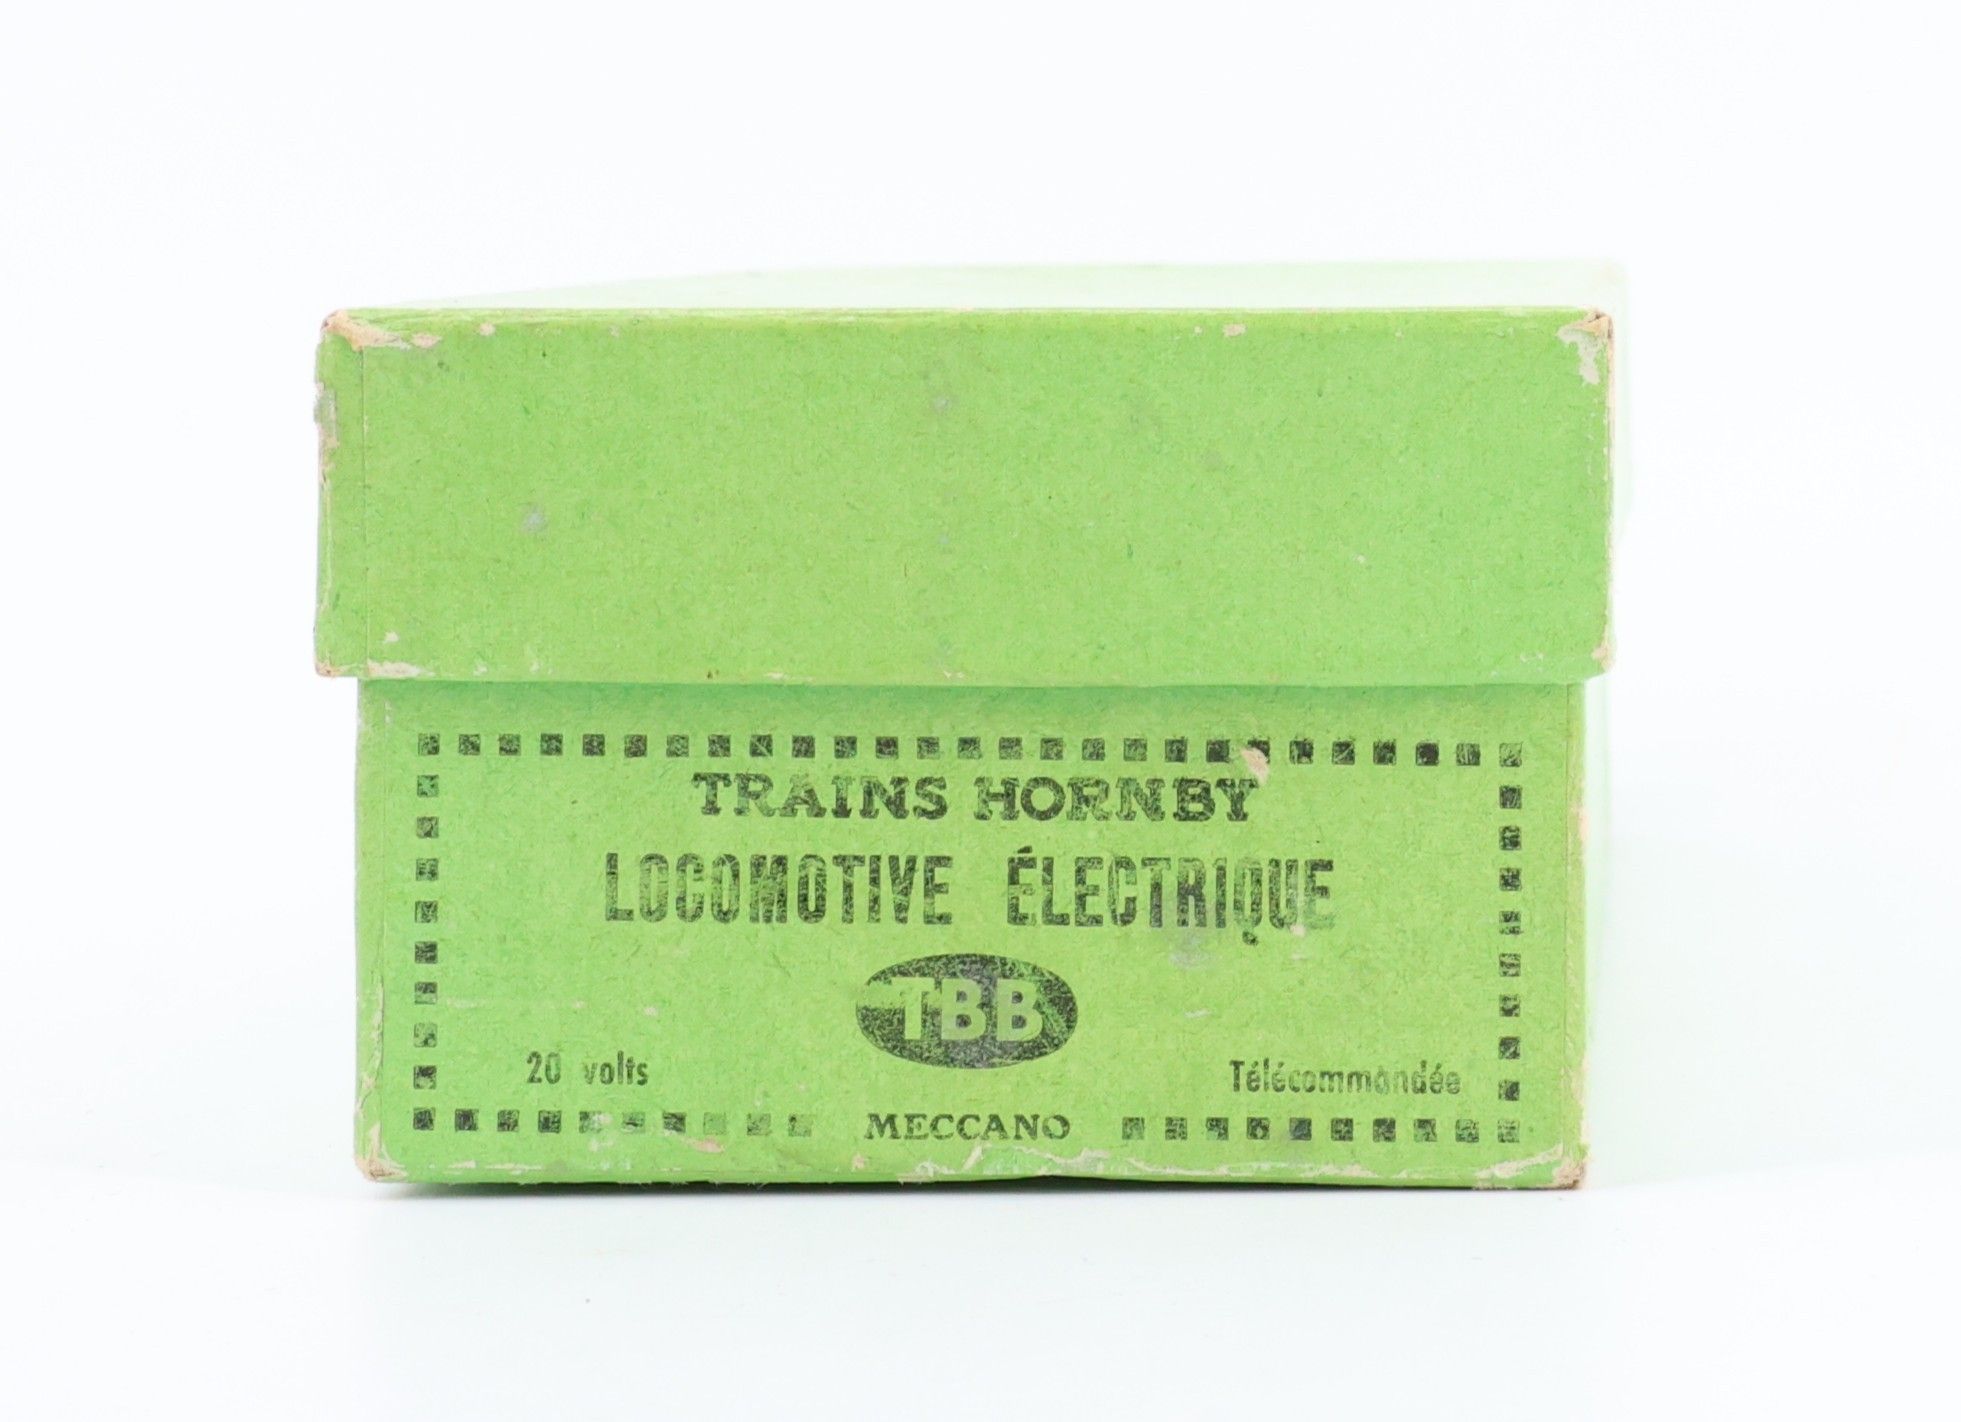 TRAINS HORNBY
LOCOMOTIVE ÉLECTRIQUE
TBB
20 volts Télécommandée
MECCANO